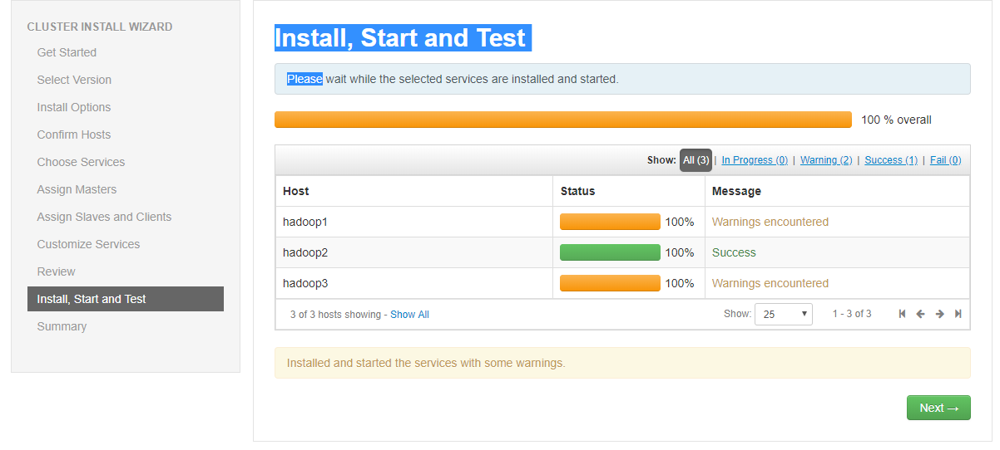 CLUSTER INSTALL WIZARD
Get Started
Select Version
Install Options
Confirm Hosts
Choose Services
Assign Masters
Assign Slaves and Clients
Customize Services
Review
Install, Start and Test
Summary
Install, Start and Test
Please wait while the selected services are installed and started.
100 % overall
Show: All (3) | In Progress (0) | Warning (2) | Success (1) | Fail (0)
Host Status Message
hadoop1 100% Warnings encountered
hadoop2 100% Success
hadoop3 100% Warnings encountered
3 of 3 hosts showing - Show All Show: 25 1 - 3 of 3
Installed and started the services with some warnings.
Next →